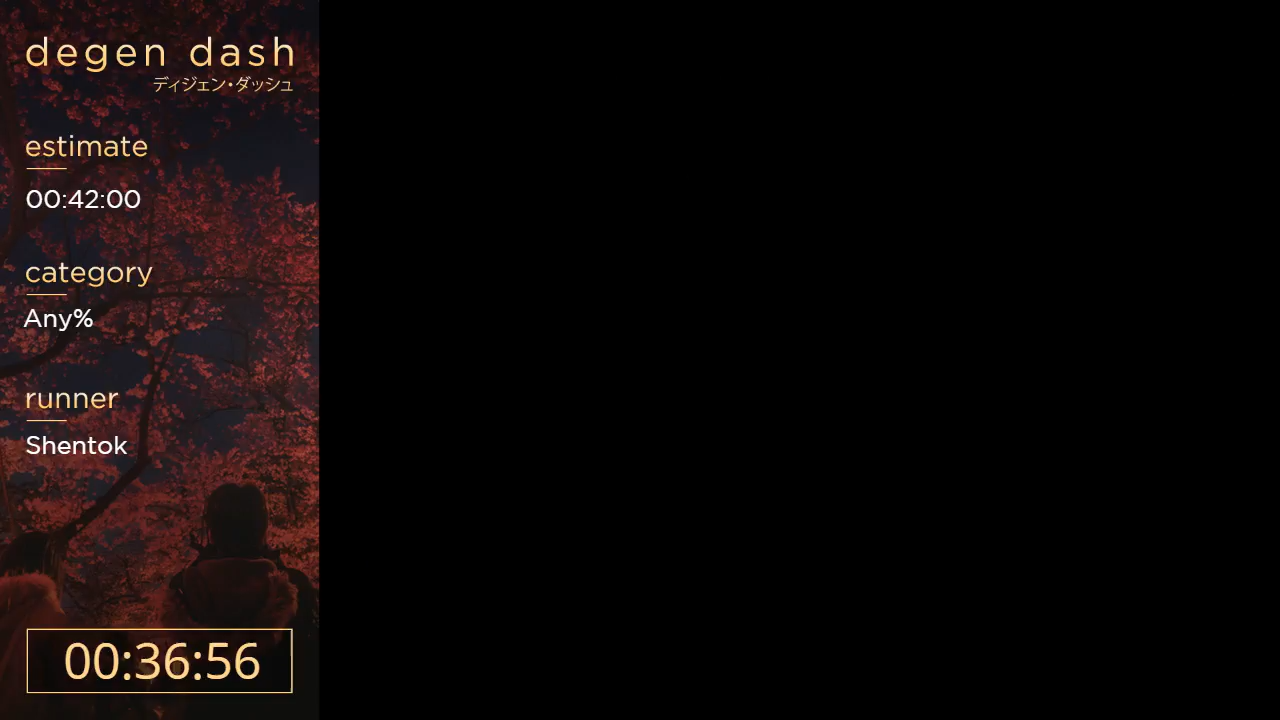 degen dash
ディジェン・ダッシュ
estimate
00:42:00
category
Any%
runner
Shentok
00:36:56